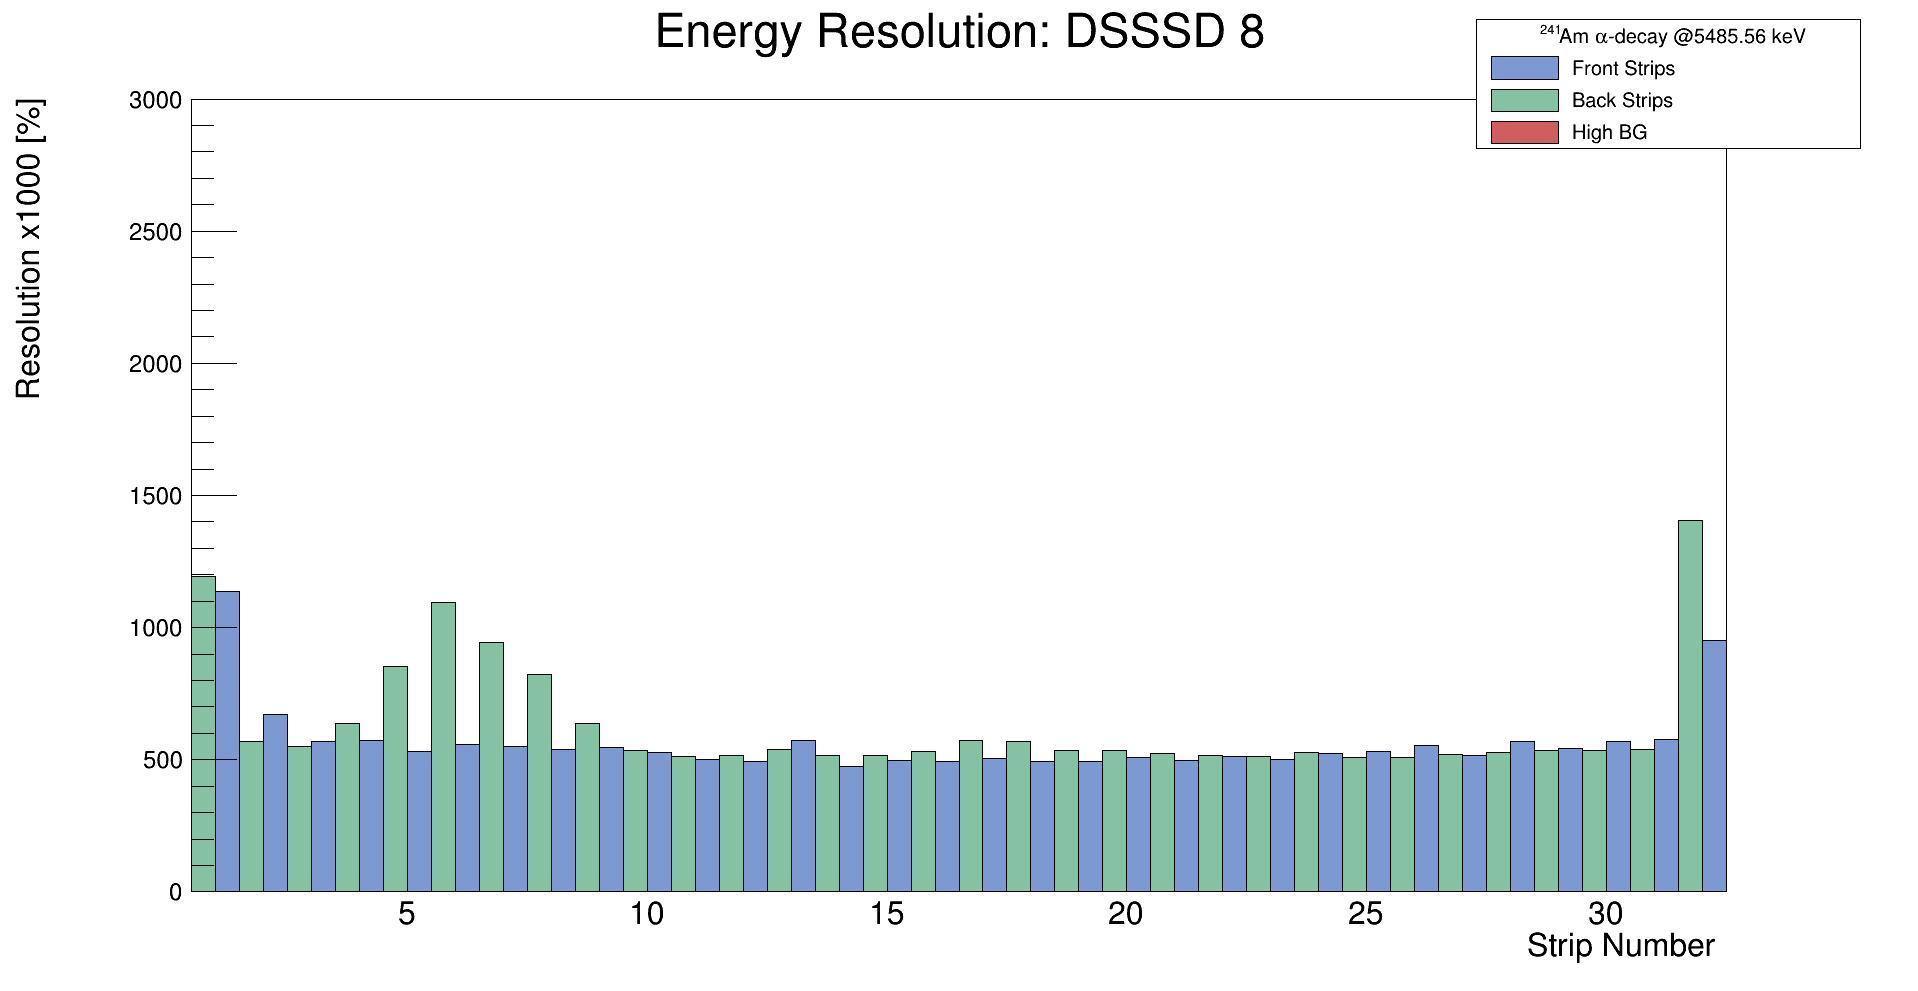 Energy Resolution: DSSSD 8
²⁴¹Am α-decay @5485.56 keV
Front Strips
Back Strips
High BG
Resolution x1000 [%]
3000
2500
2000
1500
1000
500
0
5 10 15 20 25 30
Strip Number